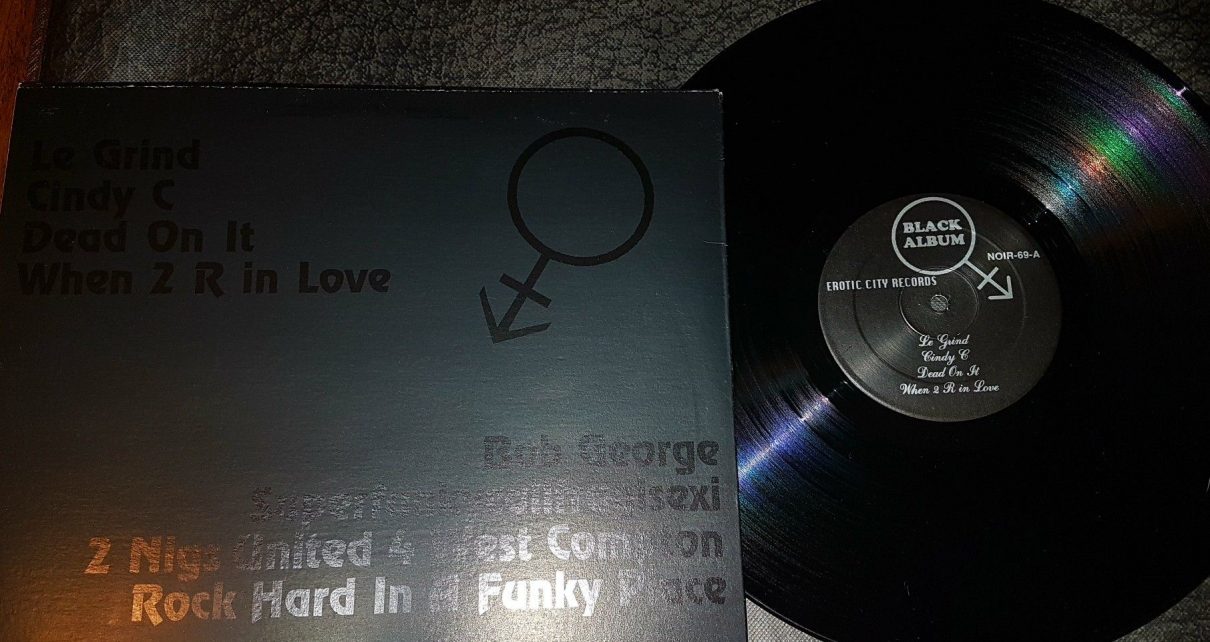 Le Grind
Cindy C
Dead On It
When 2 R in Love
Bob George
Superfunkycalifragisexi
2 Nigs United 4 West Compton
Rock Hard In A Funky Place
BLACK
ALBUM
NOIR-69-A
EROTIC CITY RECORDS
Le Grind
Cindy C
Dead On It
When 2 R in Love